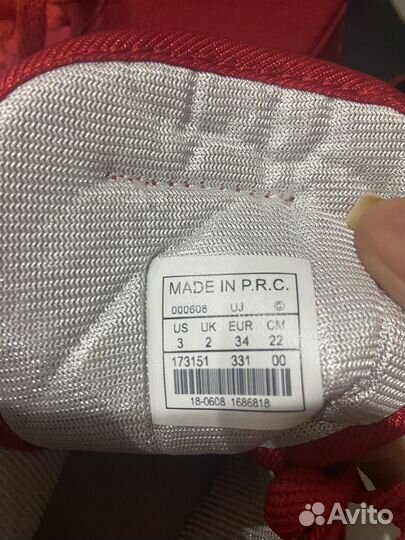 MADE IN P.R.C.
000608 UJ ©
US UK EUR CM
3 2 34 22
173151 331 00
18-0608 1686818
Avito